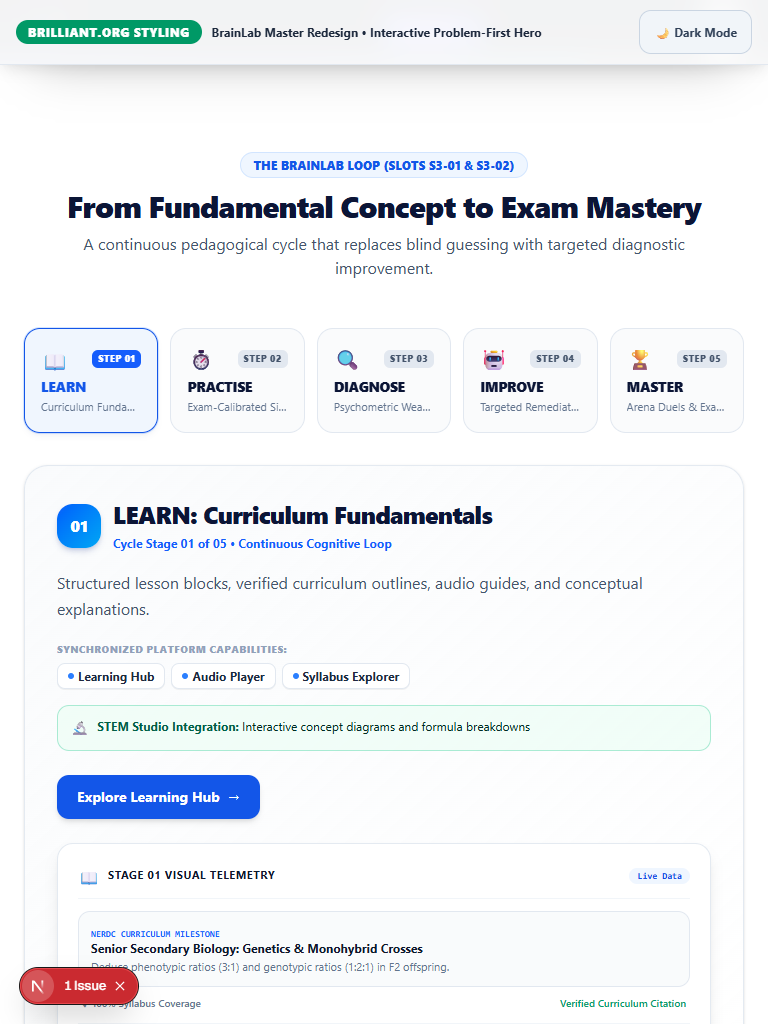 BRILLIANT.ORG STYLING
BrainLab Master Redesign • Interactive Problem-First Hero
🌙 Dark Mode
THE BRAINLAB LOOP (SLOTS S3-01 & S3-02)
From Fundamental Concept to Exam Mastery
A continuous pedagogical cycle that replaces blind guessing with targeted diagnostic
improvement.
STEP 01
LEARN
Curriculum Funda...
STEP 02
PRACTISE
Exam-Calibrated Si...
STEP 03
DIAGNOSE
Psychometric Wea...
STEP 04
IMPROVE
Targeted Remediat...
STEP 05
MASTER
Arena Duels & Exa...
01
LEARN: Curriculum Fundamentals
Cycle Stage 01 of 05 • Continuous Cognitive Loop
Structured lesson blocks, verified curriculum outlines, audio guides, and conceptual
explanations.
SYNCHRONIZED PLATFORM CAPABILITIES:
• Learning Hub
• Audio Player
• Syllabus Explorer
STEM Studio Integration: Interactive concept diagrams and formula breakdowns
Explore Learning Hub →
STAGE 01 VISUAL TELEMETRY
Live Data
NERDC CURRICULUM MILESTONE
Senior Secondary Biology: Genetics & Monohybrid Crosses
phenotypic ratios (3:1) and genotypic ratios (1:2:1) in F2 offspring.
N
1 Issue ×
Syllabus Coverage
Verified Curriculum Citation